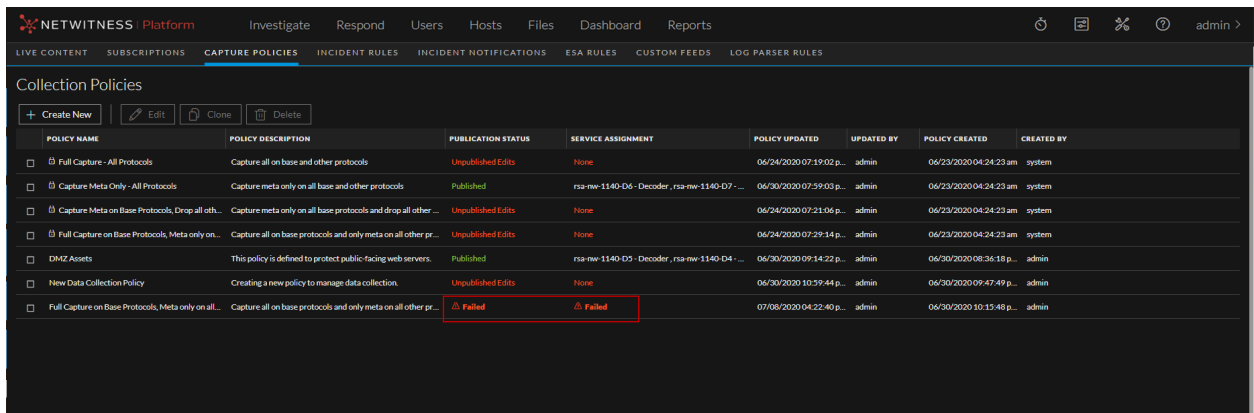 NETWITNESS Platform Investigate Respond Users Hosts Files Dashboard Reports admin >
LIVE CONTENT SUBSCRIPTIONS CAPTURE POLICIES INCIDENT RULES INCIDENT NOTIFICATIONS ESA RULES CUSTOM FEEDS LOG PARSER RULES
Collection Policies
+ Create New Edit Clone Delete
POLICY NAME POLICY DESCRIPTION PUBLICATION STATUS SERVICE ASSIGNMENT POLICY UPDATED UPDATED BY POLICY CREATED CREATED BY
Full Capture - All Protocols Capture all on base and other protocols Unpublished Edits None 06/24/2020 07:19:02 p... admin 06/23/2020 04:24:23 am system
Capture Meta Only - All Protocols Capture meta only on all base and other protocols Published rsa-nw-1140-D6 - Decoder , rsa-nw-1140-D7 - ... 06/30/2020 07:59:03 p... admin 06/23/2020 04:24:23 am system
Capture Meta on Base Protocols, Drop all oth... Capture meta only on all base protocols and drop all other ... Unpublished Edits None 06/24/2020 07:21:06 p... admin 06/23/2020 04:24:23 am system
Full Capture on Base Protocols, Meta only on... Capture all on base protocols and only meta on all other pr... Unpublished Edits None 06/24/2020 07:29:14 p... admin 06/23/2020 04:24:23 am system
DMZ Assets This policy is defined to protect public-facing web servers. Published rsa-nw-1140-D5 - Decoder , rsa-nw-1140-D4 - ... 06/30/2020 09:14:22 p... admin 06/30/2020 08:36:18 p... admin
New Data Collection Policy Creating a new policy to manage data collection. Unpublished Edits None 06/30/2020 10:59:44 p... admin 06/30/2020 09:47:49 p... admin
Full Capture on Base Protocols, Meta only on all... Capture all on base protocols and only meta on all other pr... Failed Failed 07/08/2020 04:22:40 p... admin 06/30/2020 10:15:48 p... admin